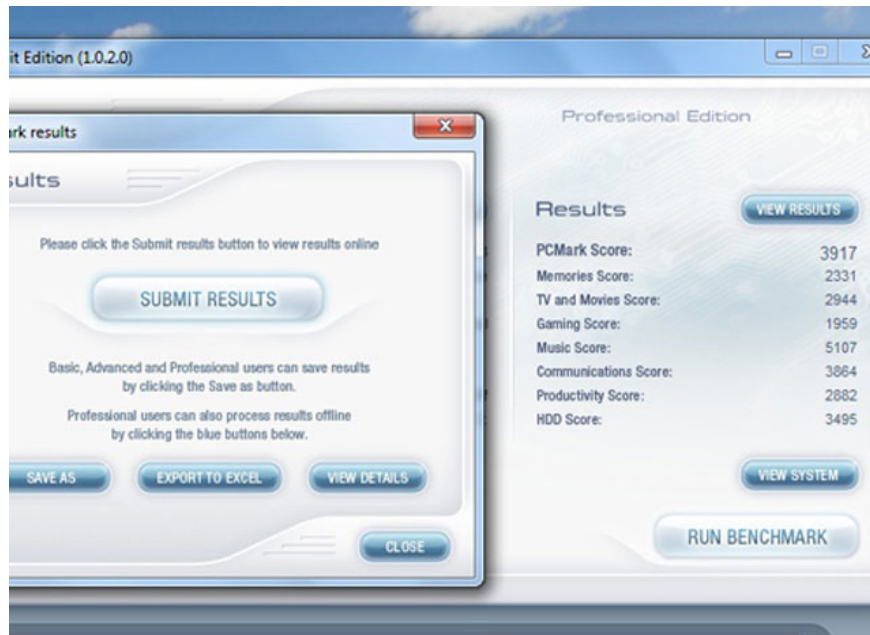 it Edition (1.0.2.0)
Professional Edition
rk results
sults
Please click the Submit results button to view results online
SUBMIT RESULTS
Basic, Advanced and Professional users can save results
by clicking the Save as button.
Professional users can also process results offline
by clicking the blue buttons below.
SAVE AS EXPORT TO EXCEL VIEW DETAILS
CLOSE
Results VIEW RESULTS
PCMark Score: 3917
Memories Score: 2331
TV and Movies Score: 2944
Gaming Score: 1959
Music Score: 5107
Communications Score: 3864
Productivity Score: 2882
HDD Score: 3495
VIEW SYSTEM
RUN BENCHMARK